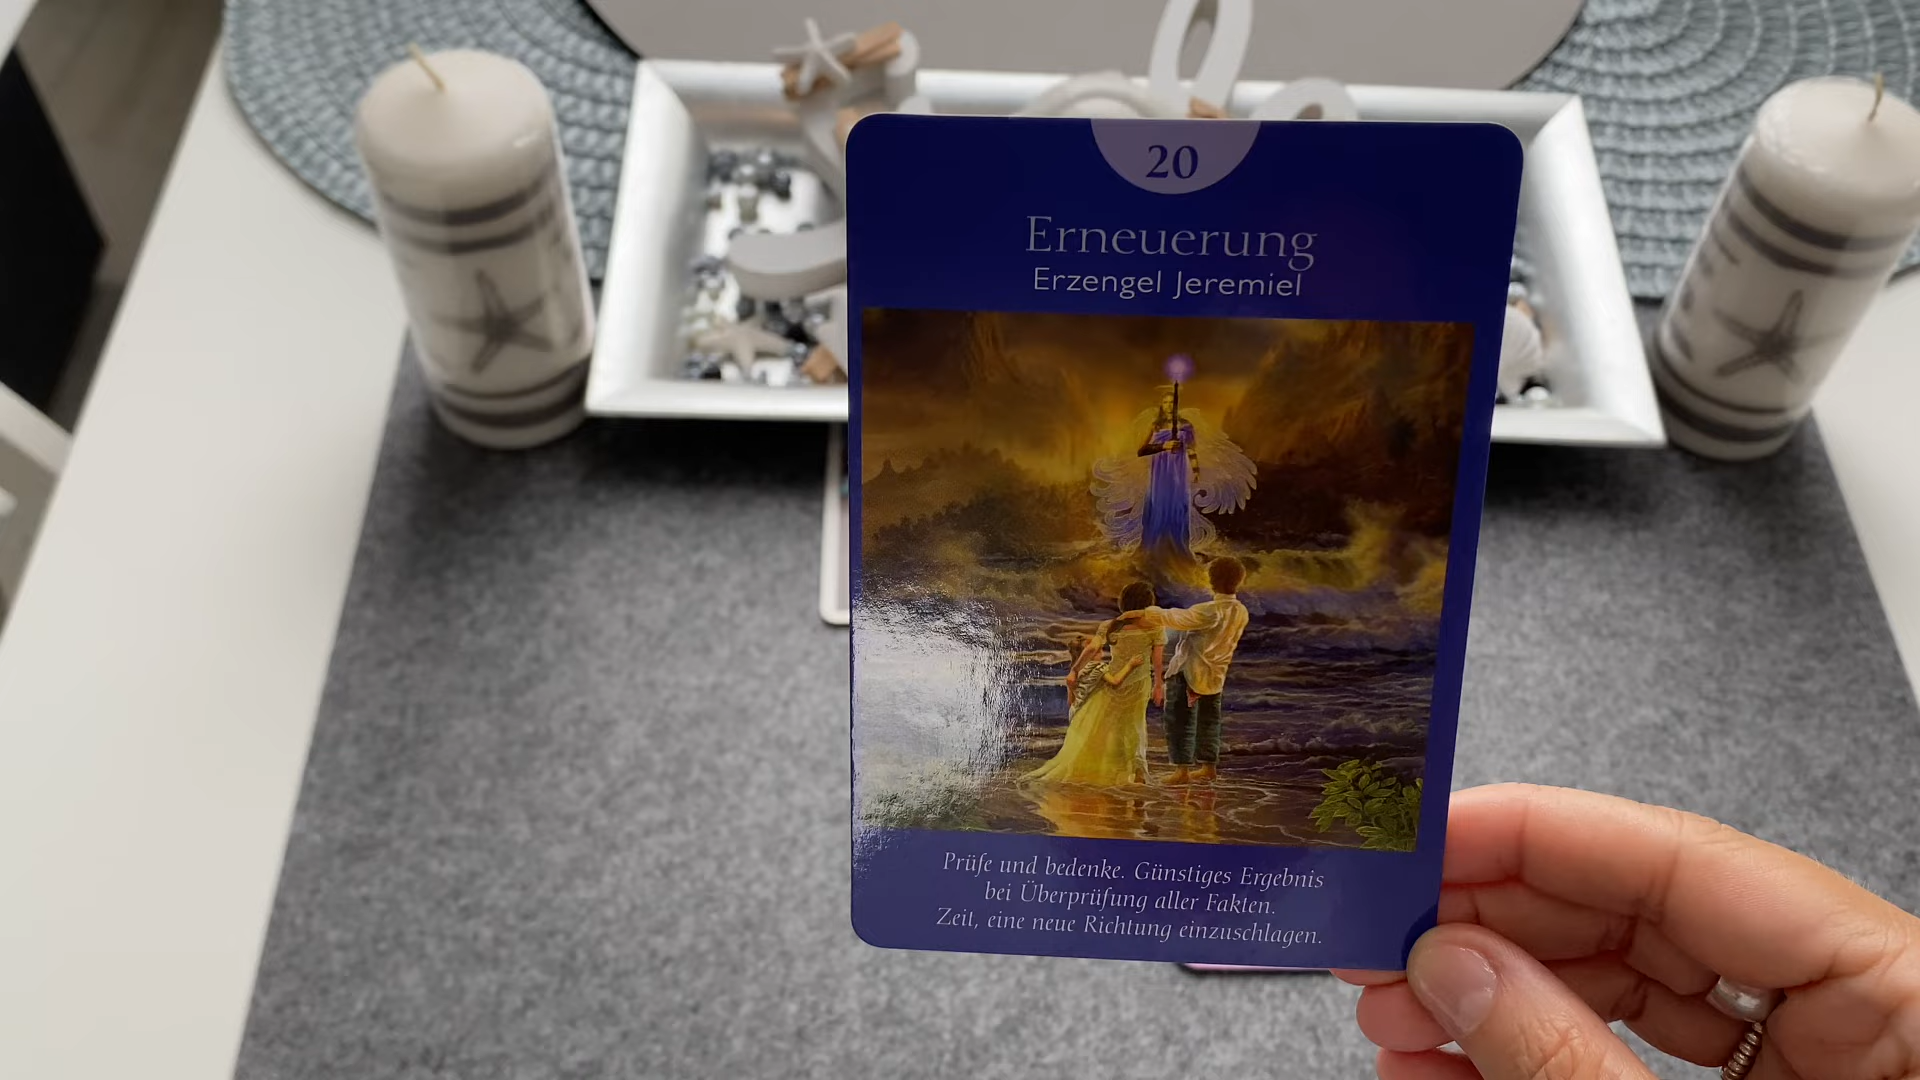 20
Erneuerung
Erzengel Jeremiel
Prüfe und bedenke. Günstiges Ergebnis
bei Überprüfung aller Fakten.
Zeit, eine neue Richtung einzuschlagen.